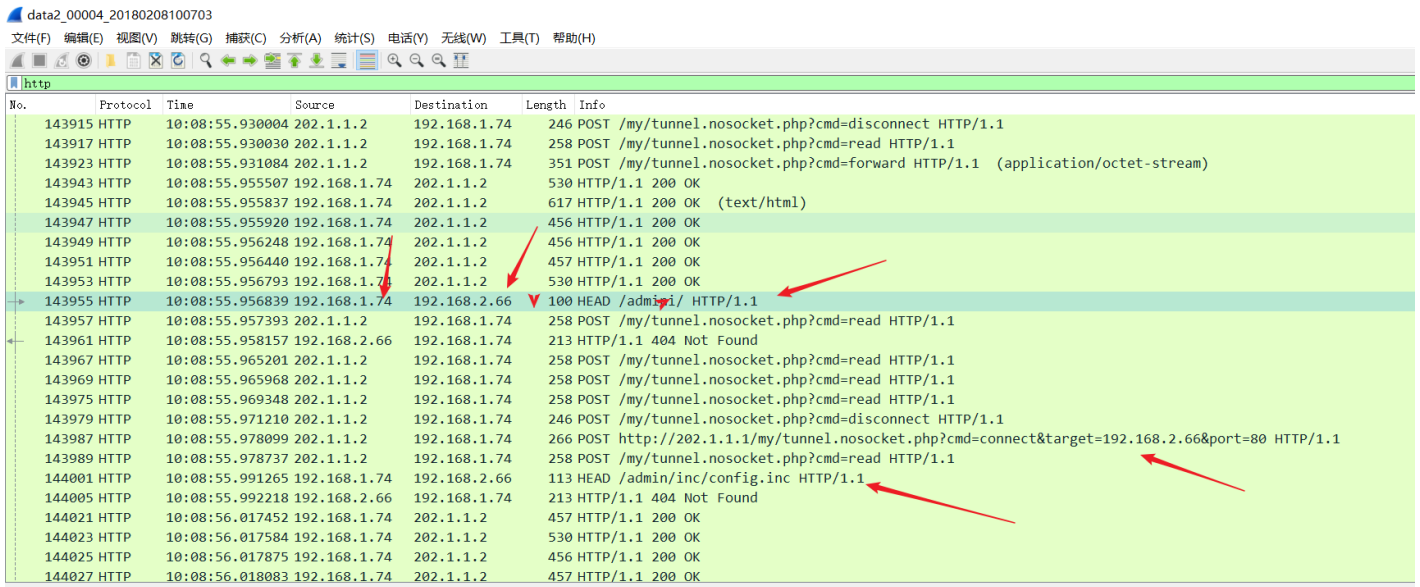 data2_00004_20180208100703
文件(F) 编辑(E) 视图(V) 跳转(G) 捕获(C) 分析(A) 统计(S) 电话(Y) 无线(W) 工具(T) 帮助(H)
http
No. Protocol Time Source Destination Length Info
143915 HTTP 10:08:55.930004 202.1.1.2 192.168.1.74 246 POST /my/tunnel.nosocket.php?cmd=disconnect HTTP/1.1
143917 HTTP 10:08:55.930030 202.1.1.2 192.168.1.74 258 POST /my/tunnel.nosocket.php?cmd=read HTTP/1.1
143923 HTTP 10:08:55.931084 202.1.1.2 192.168.1.74 351 POST /my/tunnel.nosocket.php?cmd=forward HTTP/1.1 (application/octet-stream)
143943 HTTP 10:08:55.955507 192.168.1.74 202.1.1.2 530 HTTP/1.1 200 OK
143945 HTTP 10:08:55.955837 192.168.1.74 202.1.1.2 617 HTTP/1.1 200 OK (text/html)
143947 HTTP 10:08:55.955920 192.168.1.74 202.1.1.2 456 HTTP/1.1 200 OK
143949 HTTP 10:08:55.956248 192.168.1.74 202.1.1.2 456 HTTP/1.1 200 OK
143951 HTTP 10:08:55.956440 192.168.1.74 202.1.1.2 457 HTTP/1.1 200 OK
143953 HTTP 10:08:55.956793 192.168.1.74 202.1.1.2 530 HTTP/1.1 200 OK
143955 HTTP 10:08:55.956839 192.168.1.74 192.168.2.66 100 HEAD /admini/ HTTP/1.1
143957 HTTP 10:08:55.957393 202.1.1.2 192.168.1.74 258 POST /my/tunnel.nosocket.php?cmd=read HTTP/1.1
143961 HTTP 10:08:55.958157 192.168.2.66 192.168.1.74 213 HTTP/1.1 404 Not Found
143967 HTTP 10:08:55.965201 202.1.1.2 192.168.1.74 258 POST /my/tunnel.nosocket.php?cmd=read HTTP/1.1
143969 HTTP 10:08:55.965968 202.1.1.2 192.168.1.74 258 POST /my/tunnel.nosocket.php?cmd=read HTTP/1.1
143975 HTTP 10:08:55.969348 202.1.1.2 192.168.1.74 258 POST /my/tunnel.nosocket.php?cmd=read HTTP/1.1
143979 HTTP 10:08:55.971210 202.1.1.2 192.168.1.74 246 POST /my/tunnel.nosocket.php?cmd=disconnect HTTP/1.1
143987 HTTP 10:08:55.978099 202.1.1.2 192.168.1.74 266 POST http://202.1.1.1/my/tunnel.nosocket.php?cmd=connect&target=192.168.2.66&port=80 HTTP/1.1
143989 HTTP 10:08:55.978737 202.1.1.2 192.168.1.74 258 POST /my/tunnel.nosocket.php?cmd=read HTTP/1.1
144001 HTTP 10:08:55.991265 192.168.1.74 192.168.2.66 113 HEAD /admin/inc/config.inc HTTP/1.1
144005 HTTP 10:08:55.992218 192.168.2.66 192.168.1.74 213 HTTP/1.1 404 Not Found
144021 HTTP 10:08:56.017452 192.168.1.74 202.1.1.2 457 HTTP/1.1 200 OK
144023 HTTP 10:08:56.017584 192.168.1.74 202.1.1.2 530 HTTP/1.1 200 OK
144025 HTTP 10:08:56.017875 192.168.1.74 202.1.1.2 456 HTTP/1.1 200 OK
144027 HTTP 10:08:56.018083 192.168.1.74 202.1.1.2 457 HTTP/1.1 200 OK